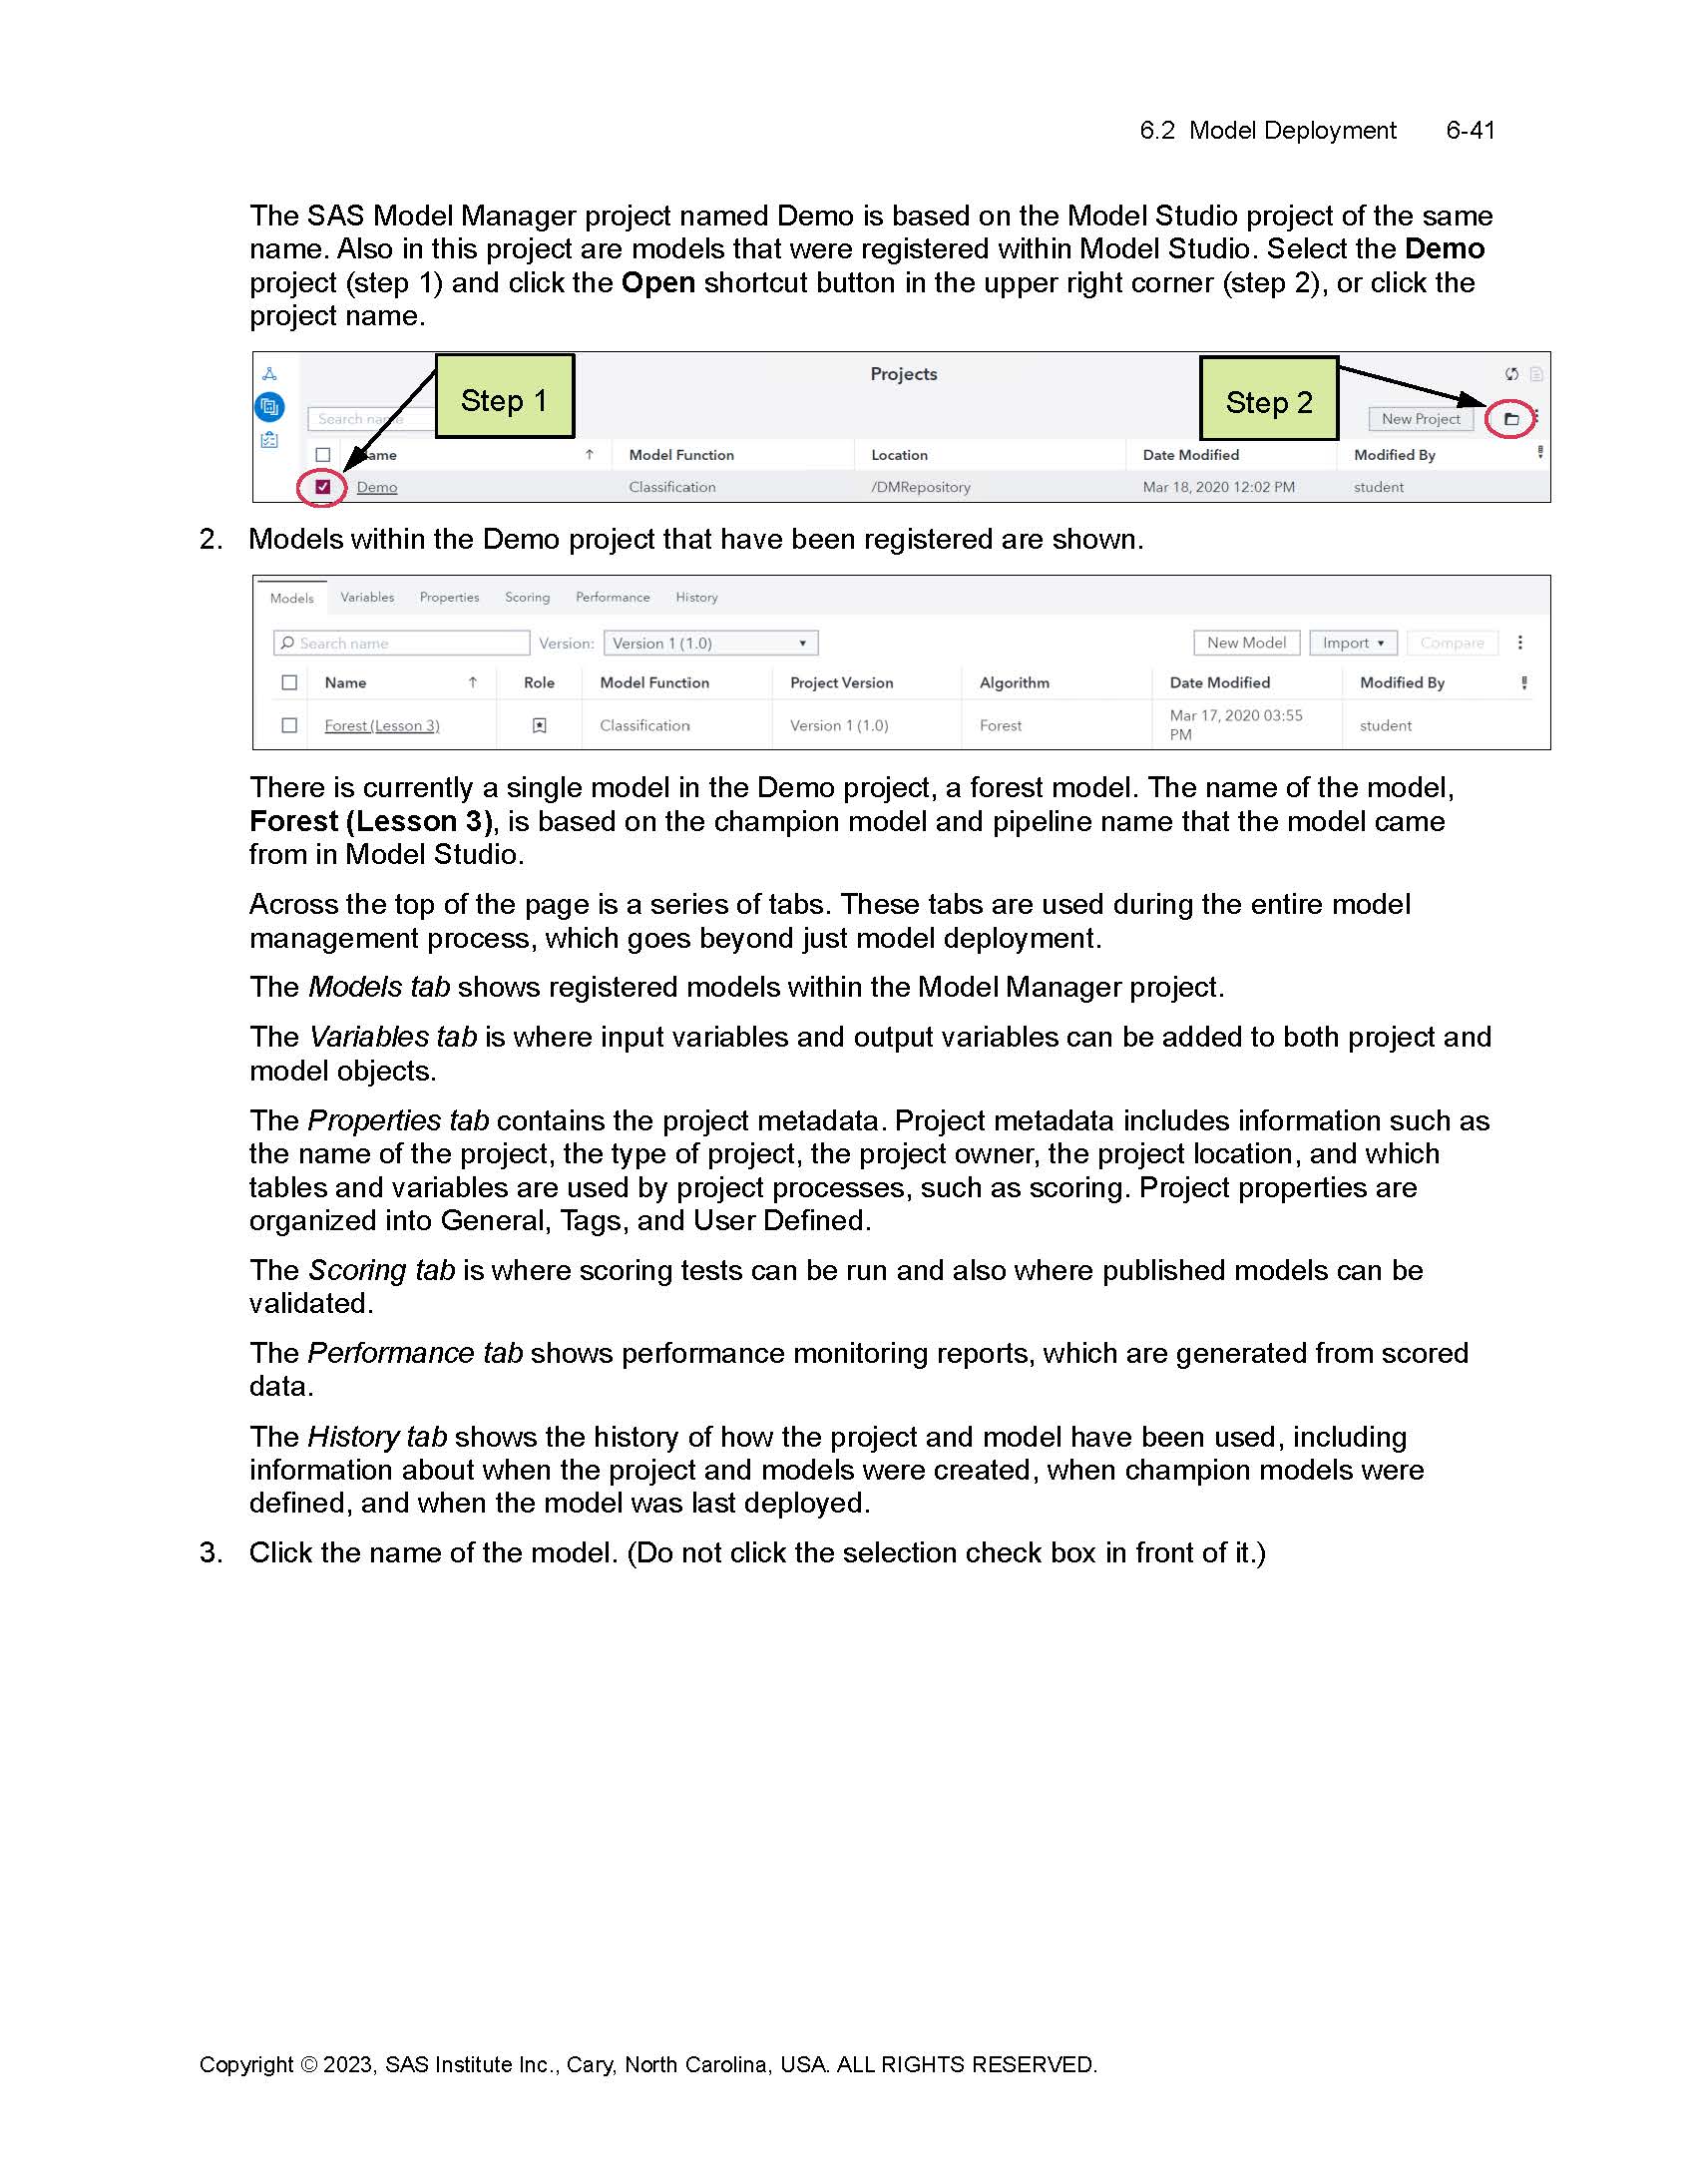 6.2 Model Deployment 6-41
The SAS Model Manager project named Demo is based on the Model Studio project of the same
name. Also in this project are models that were registered within Model Studio. Select the Demo
project (step 1) and click the Open shortcut button in the upper right corner (step 2), or click the
project name.
Projects
Step 1
Step 2
Search name
New Project
Name Model Function Location Date Modified Modified By
Demo Classification /DMRepository Mar 18, 2020 12:02 PM student
2. Models within the Demo project that have been registered are shown.
Models Variables Properties Scoring Performance History
Search name Version: Version 1 (1.0) New Model Import Compare
Name Role Model Function Project Version Algorithm Date Modified Modified By
Forest (Lesson 3) Classification Version 1 (1.0) Forest Mar 17, 2020 03:55 student
PM
There is currently a single model in the Demo project, a forest model. The name of the model,
Forest (Lesson 3), is based on the champion model and pipeline name that the model came
from in Model Studio.
Across the top of the page is a series of tabs. These tabs are used during the entire model
management process, which goes beyond just model deployment.
The Models tab shows registered models within the Model Manager project.
The Variables tab is where input variables and output variables can be added to both project and
model objects.
The Properties tab contains the project metadata. Project metadata includes information such as
the name of the project, the type of project, the project owner, the project location, and which
tables and variables are used by project processes, such as scoring. Project properties are
organized into General, Tags, and User Defined.
The Scoring tab is where scoring tests can be run and also where published models can be
validated.
The Performance tab shows performance monitoring reports, which are generated from scored
data.
The History tab shows the history of how the project and model have been used, including
information about when the project and models were created, when champion models were
defined, and when the model was last deployed.
3. Click the name of the model. (Do not click the selection check box in front of it.)
Copyright © 2023, SAS Institute Inc., Cary, North Carolina, USA. ALL RIGHTS RESERVED.